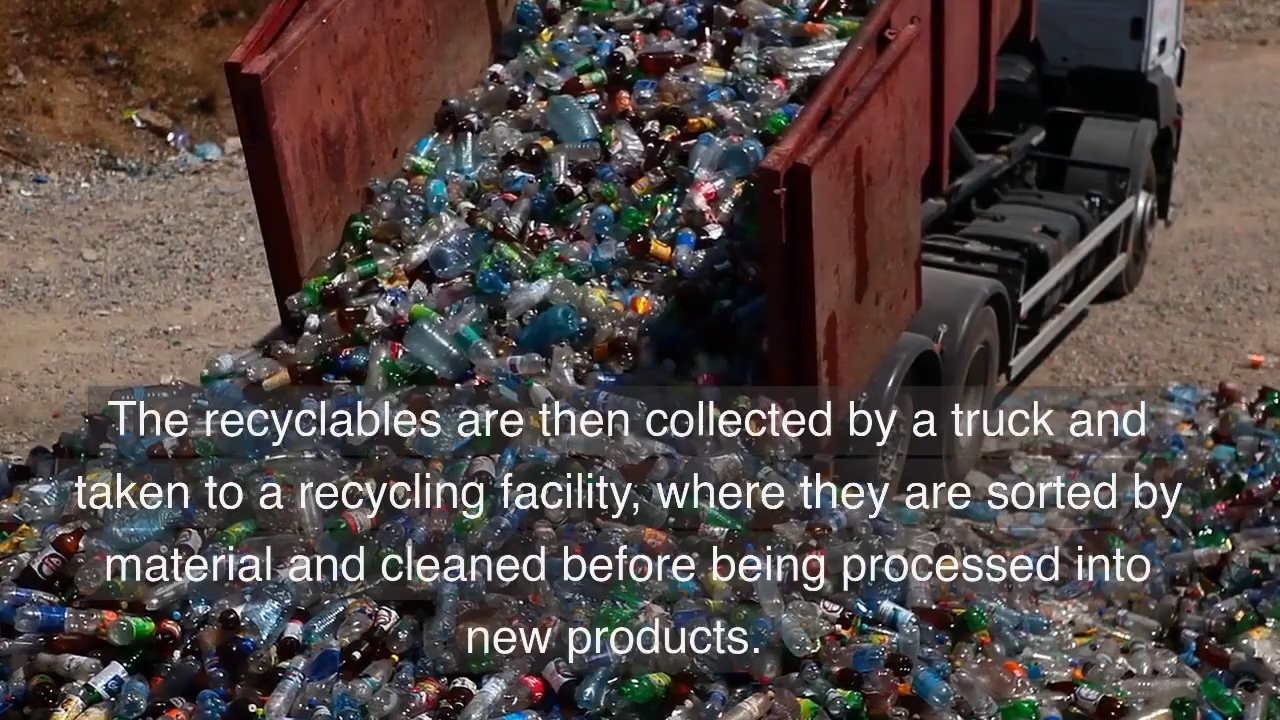 The recyclables are then collected by a truck and
taken to a recycling facility, where they are sorted by
material and cleaned before being processed into
new products.